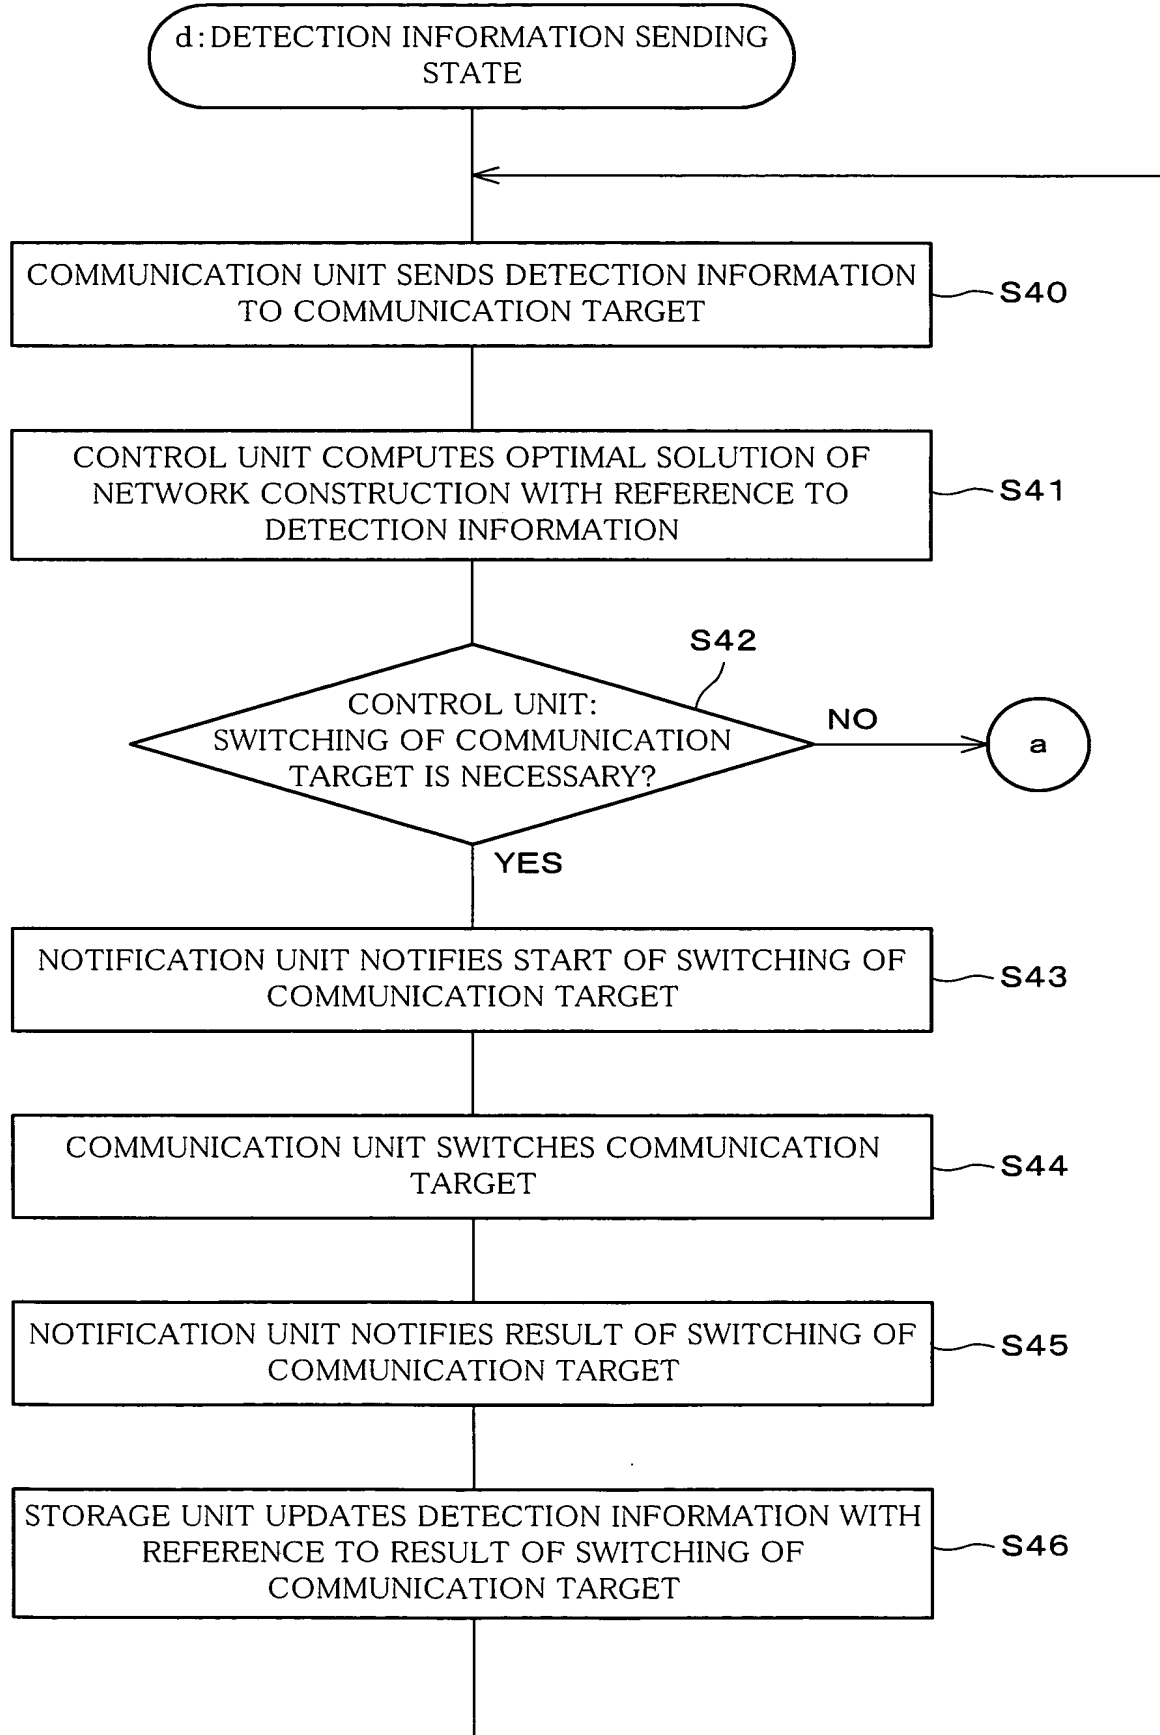 d:DETECTION INFORMATION SENDING
STATE
COMMUNICATION UNIT SENDS DETECTION INFORMATION
TO COMMUNICATION TARGET
S40
CONTROL UNIT COMPUTES OPTIMAL SOLUTION OF
NETWORK CONSTRUCTION WITH REFERENCE TO
DETECTION INFORMATION
S41
S42
CONTROL UNIT:
SWITCHING OF COMMUNICATION
TARGET IS NECESSARY?
NO
a
YES
NOTIFICATION UNIT NOTIFIES START OF SWITCHING OF
COMMUNICATION TARGET
S43
COMMUNICATION UNIT SWITCHES COMMUNICATION
TARGET
S44
NOTIFICATION UNIT NOTIFIES RESULT OF SWITCHING OF
COMMUNICATION TARGET
S45
STORAGE UNIT UPDATES DETECTION INFORMATION WITH
REFERENCE TO RESULT OF SWITCHING OF
COMMUNICATION TARGET
S46